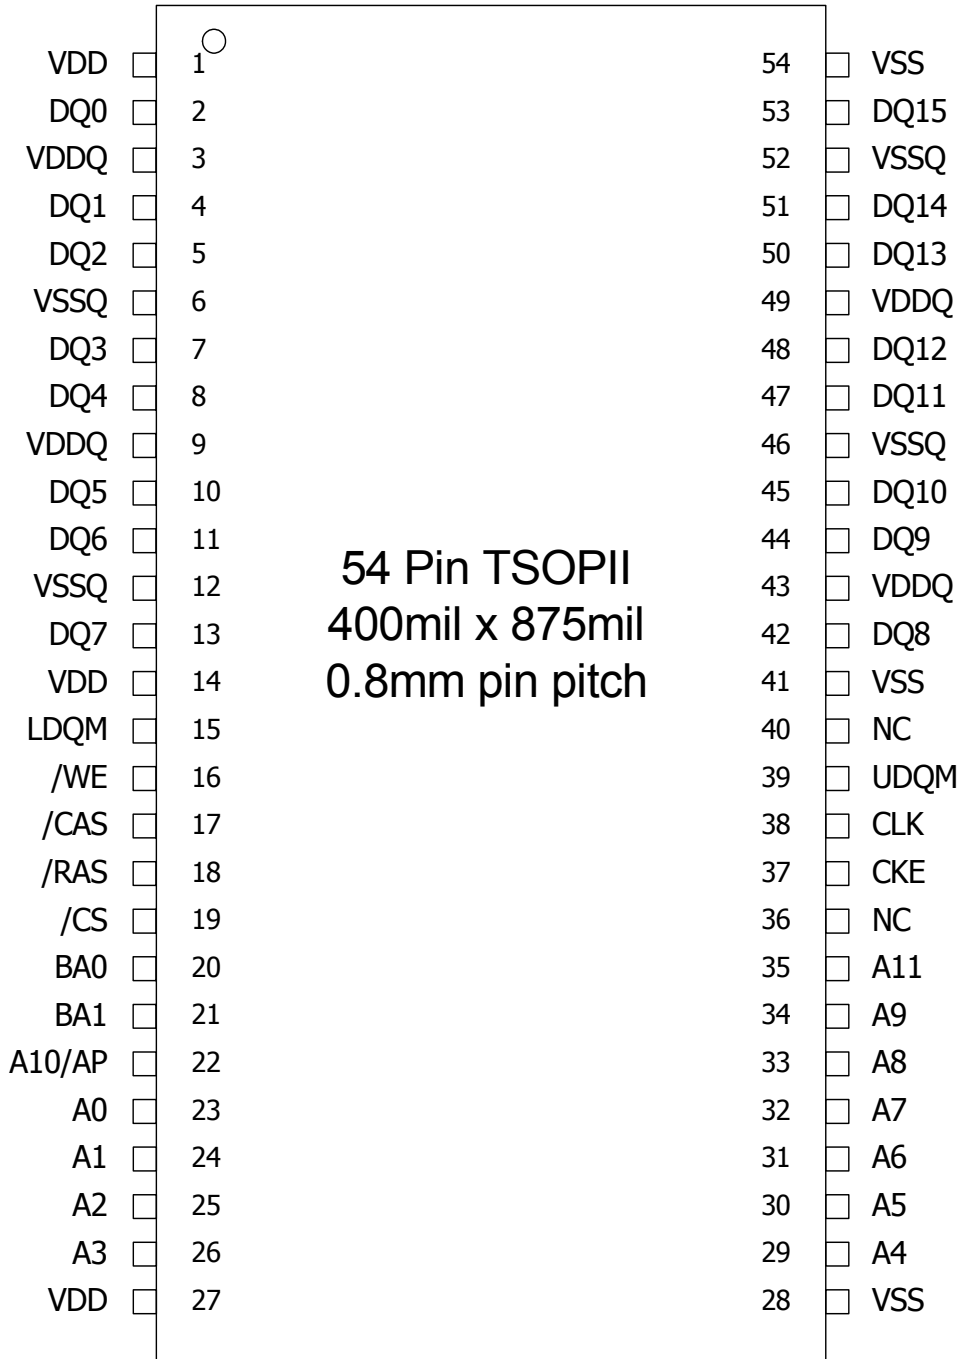 VDD 1 54 VSS
DQ0 2 53 DQ15
VDDQ 3 52 VSSQ
DQ1 4 51 DQ14
DQ2 5 50 DQ13
VSSQ 6 49 VDDQ
DQ3 7 48 DQ12
DQ4 8 47 DQ11
VDDQ 9 46 VSSQ
DQ5 10 45 DQ10
DQ6 11 44 DQ9
VSSQ 12 43 VDDQ
DQ7 13 42 DQ8
VDD 14 41 VSS
LDQM 15 40 NC
/WE 16 39 UDQM
/CAS 17 38 CLK
/RAS 18 37 CKE
/CS 19 36 NC
BA0 20 35 A11
BA1 21 34 A9
A10/AP 22 33 A8
A0 23 32 A7
A1 24 31 A6
A2 25 30 A5
A3 26 29 A4
VDD 27 28 VSS
54 Pin TSOPII
400mil x 875mil
0.8mm pin pitch